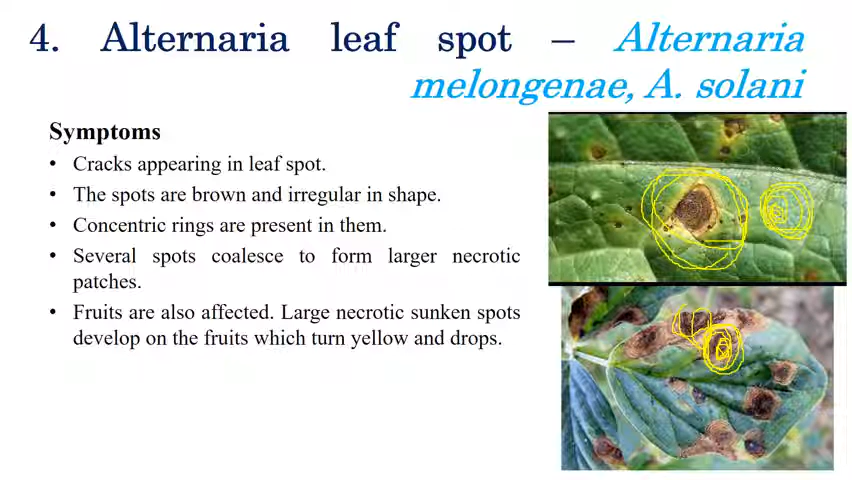 4. Alternaria leaf spot – Alternaria
melongenae, A. solani
Symptoms
• Cracks appearing in leaf spot.
• The spots are brown and irregular in shape.
• Concentric rings are present in them.
• Several spots coalesce to form larger necrotic
patches.
• Fruits are also affected. Large necrotic sunken spots
develop on the fruits which turn yellow and drops.